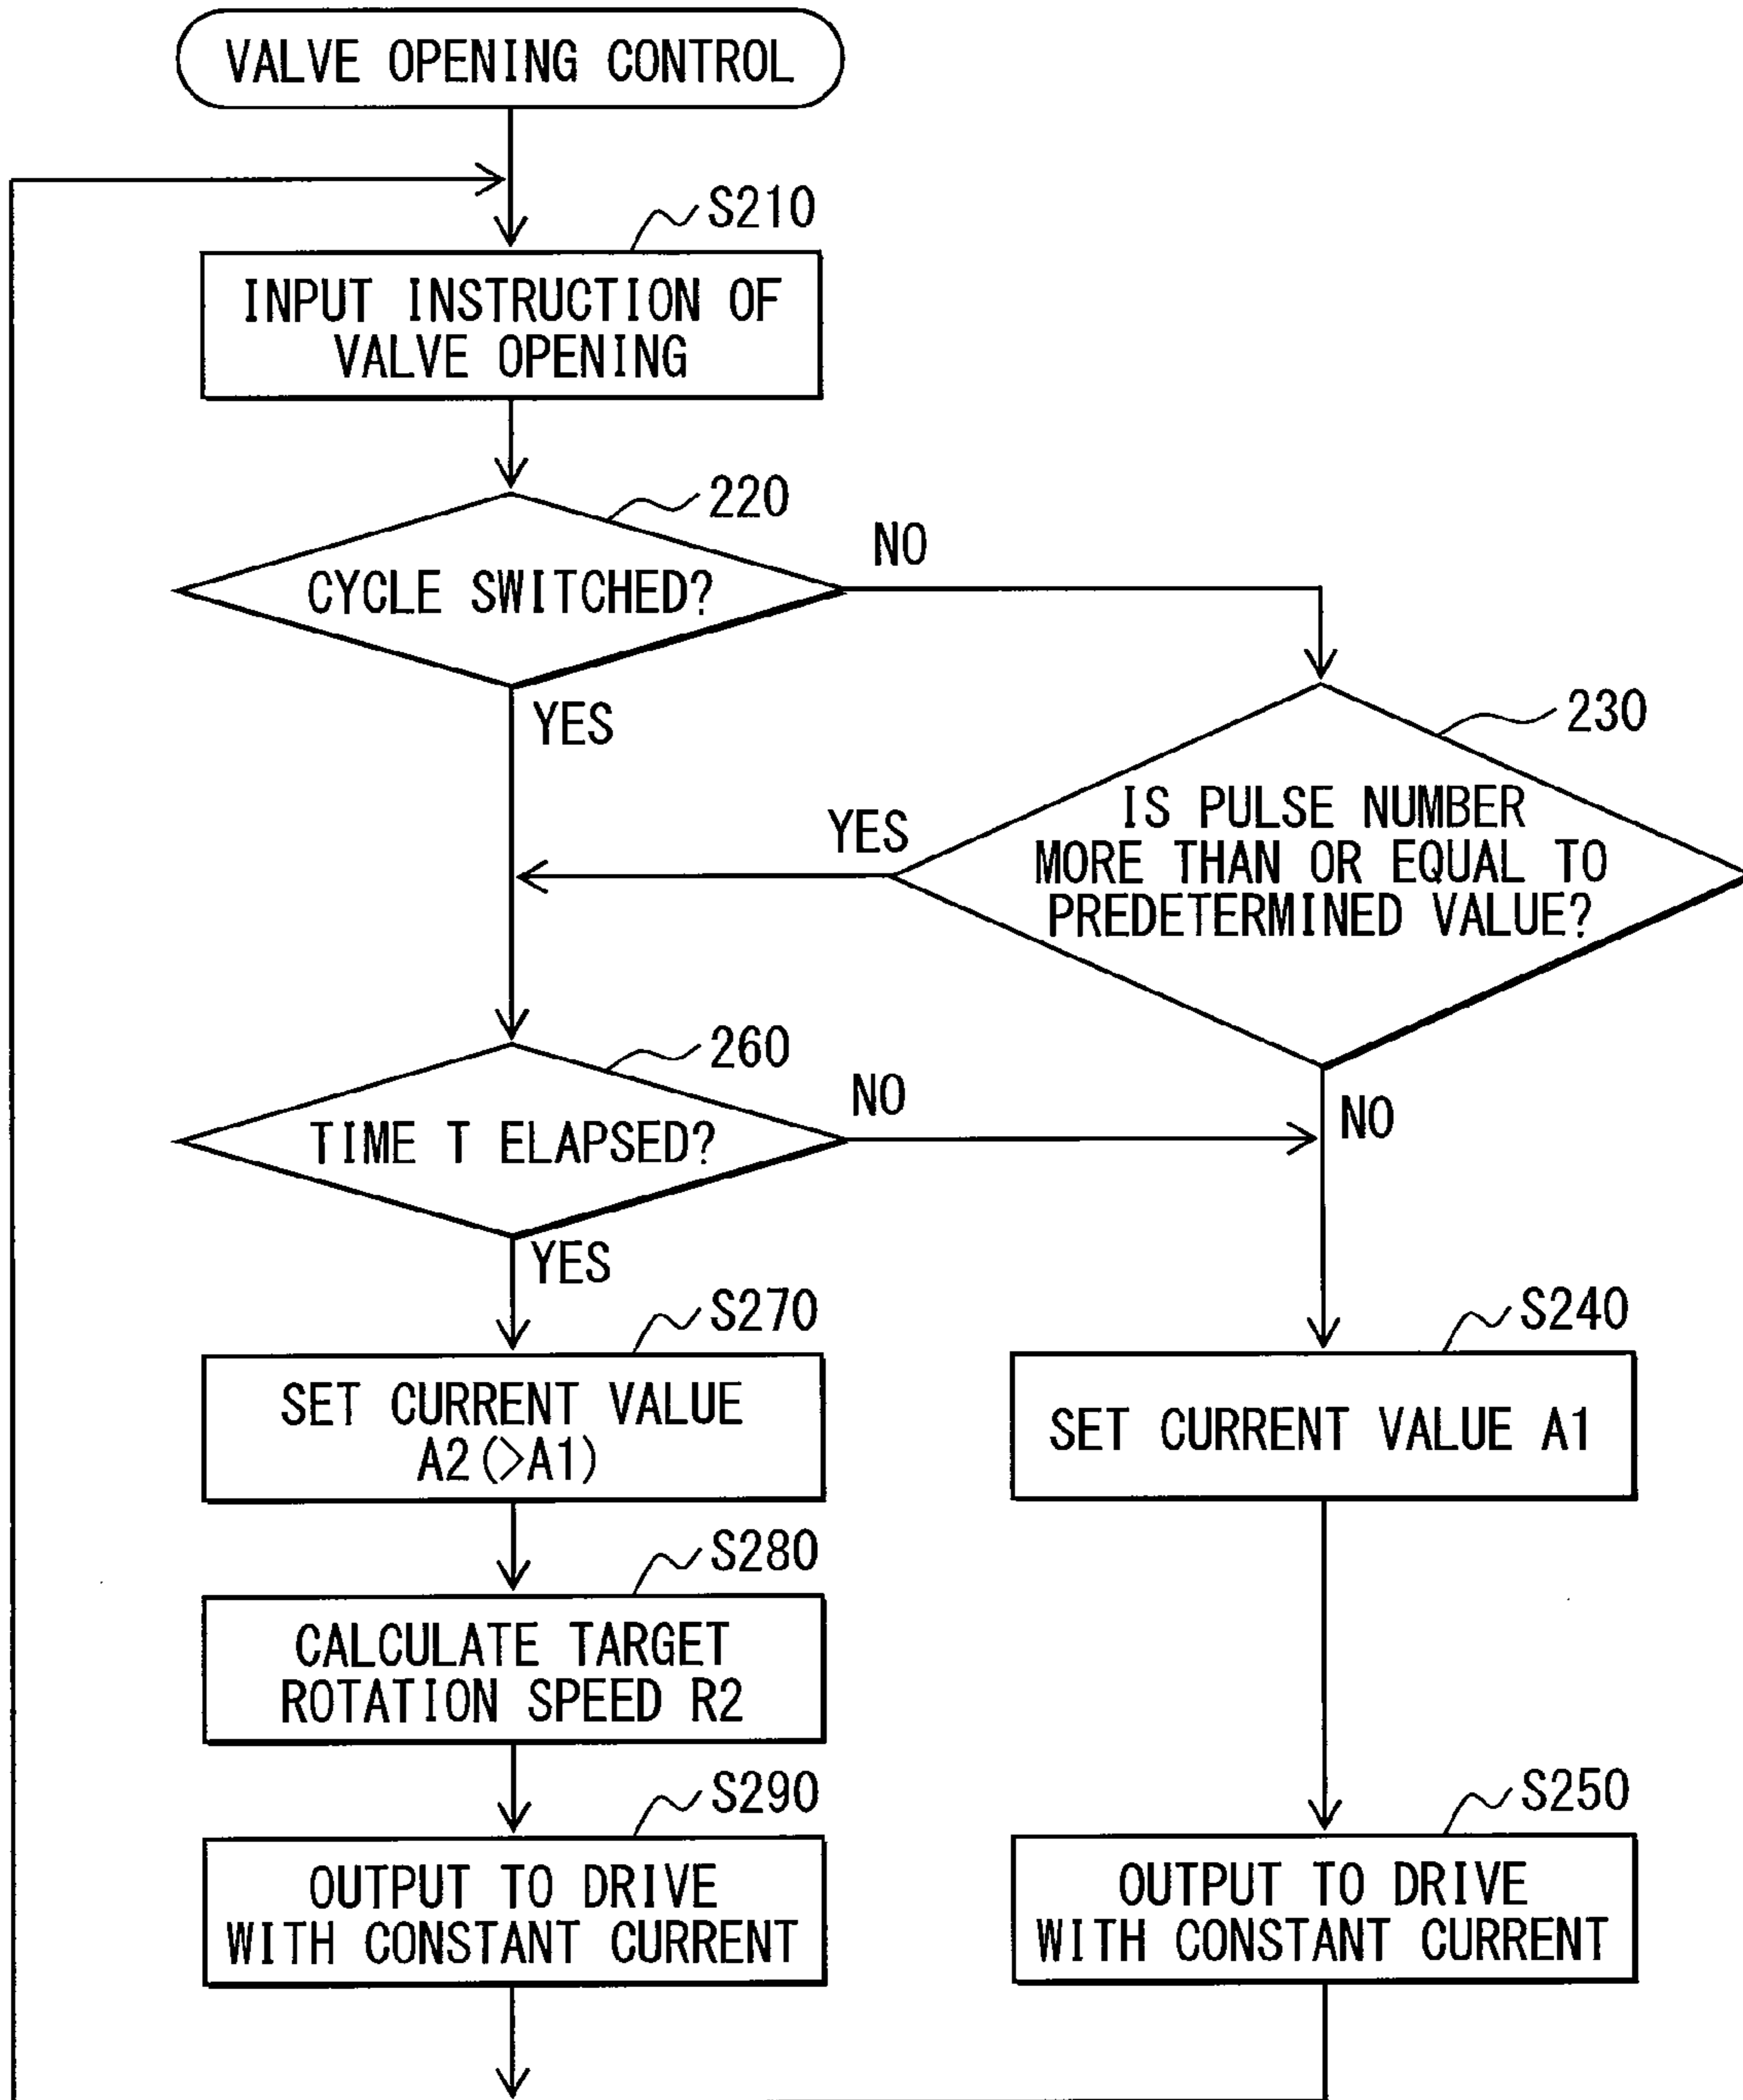 VALVE OPENING CONTROL
S210
INPUT INSTRUCTION OF
VALVE OPENING
220
CYCLE SWITCHED?
NO
YES
230
IS PULSE NUMBER
MORE THAN OR EQUAL TO
PREDETERMINED VALUE?
YES
NO
260
TIME T ELAPSED?
NO
YES
S270
SET CURRENT VALUE
A2(>A1)
S240
SET CURRENT VALUE A1
S280
CALCULATE TARGET
ROTATION SPEED R2
S290
OUTPUT TO DRIVE
WITH CONSTANT CURRENT
S250
OUTPUT TO DRIVE
WITH CONSTANT CURRENT